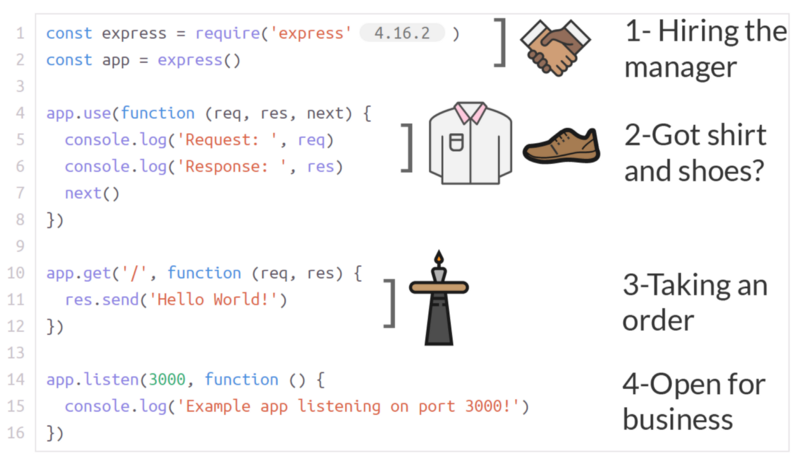 1 const express = require('express' 4.16.2 )
2 const app = express()
3
4 app.use(function (req, res, next) {
5 console.log('Request: ', req)
6 console.log('Response: ', res)
7 next()
8 })
9
10 app.get('/', function (req, res) {
11 res.send('Hello World!')
12 })
13
14 app.listen(3000, function () {
15 console.log('Example app listening on port 3000!')
16 })
1- Hiring the
manager
2-Got shirt
and shoes?
3-Taking an
order
4-Open for
business